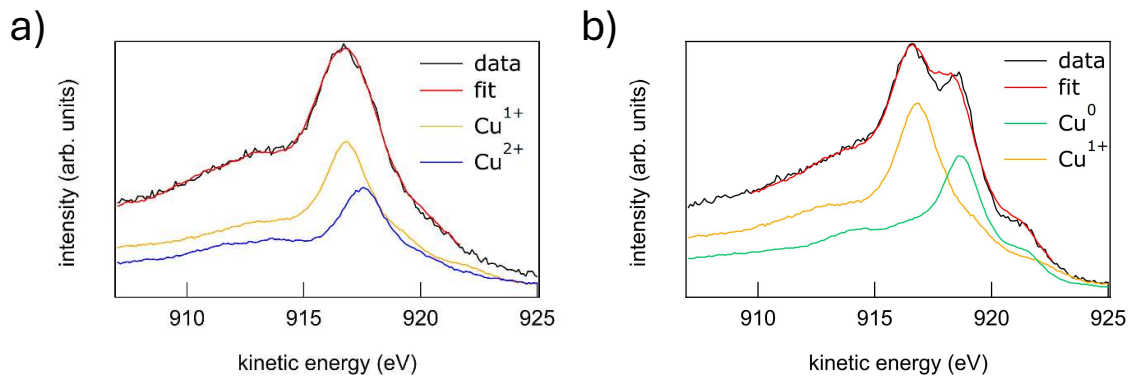 a)
data
fit
Cu1+
Cu2+
intensity (arb. units)
910
915
920
925
kinetic energy (eV)
b)
data
fit
Cu0
Cu1+
intensity (arb. units)
910
915
920
925
kinetic energy (eV)